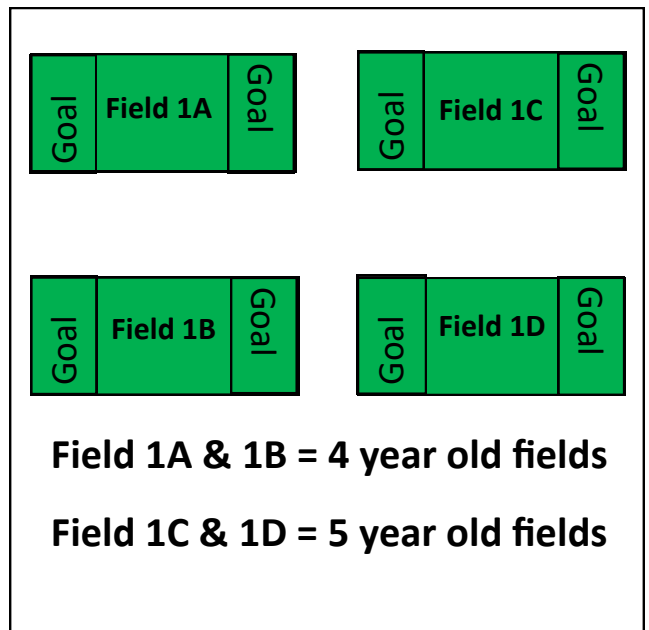 Goal Field 1A Goal
Goal Field 1C Goal
Goal Field 1B Goal
Goal Field 1D Goal
Field 1A & 1B = 4 year old fields
Field 1C & 1D = 5 year old fields